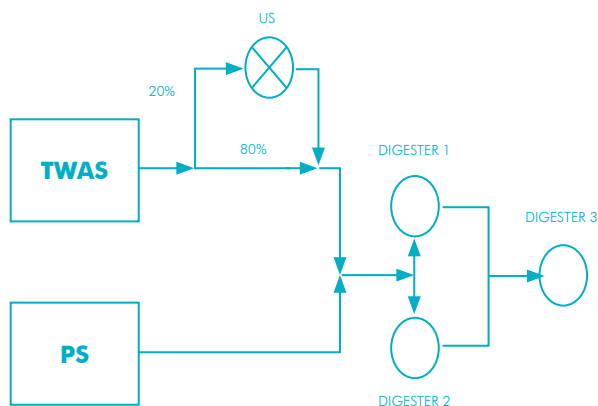 US
20%
80%
TWAS
DIGESTER 1
DIGESTER 3
PS
DIGESTER 2